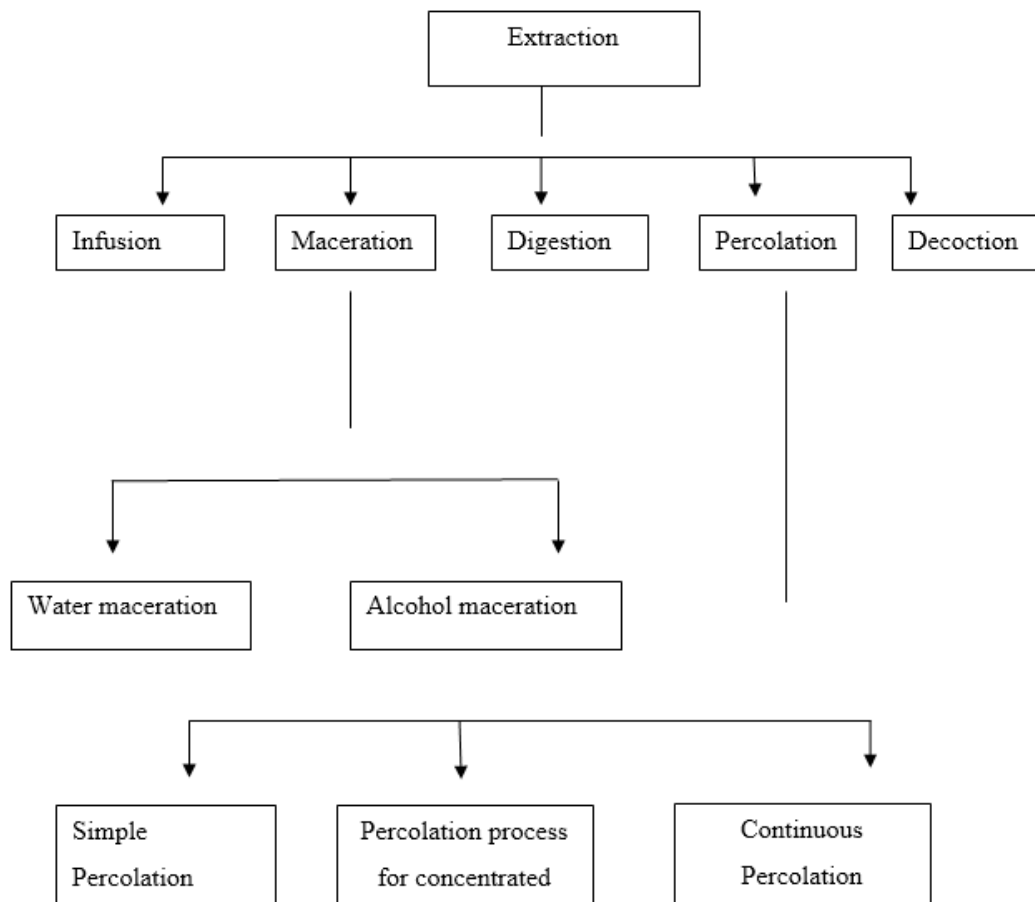 Extraction
Infusion
Maceration
Digestion
Percolation
Decoction
Water maceration
Alcohol maceration
Simple
Percolation
Percolation process
for concentrated
Continuous
Percolation